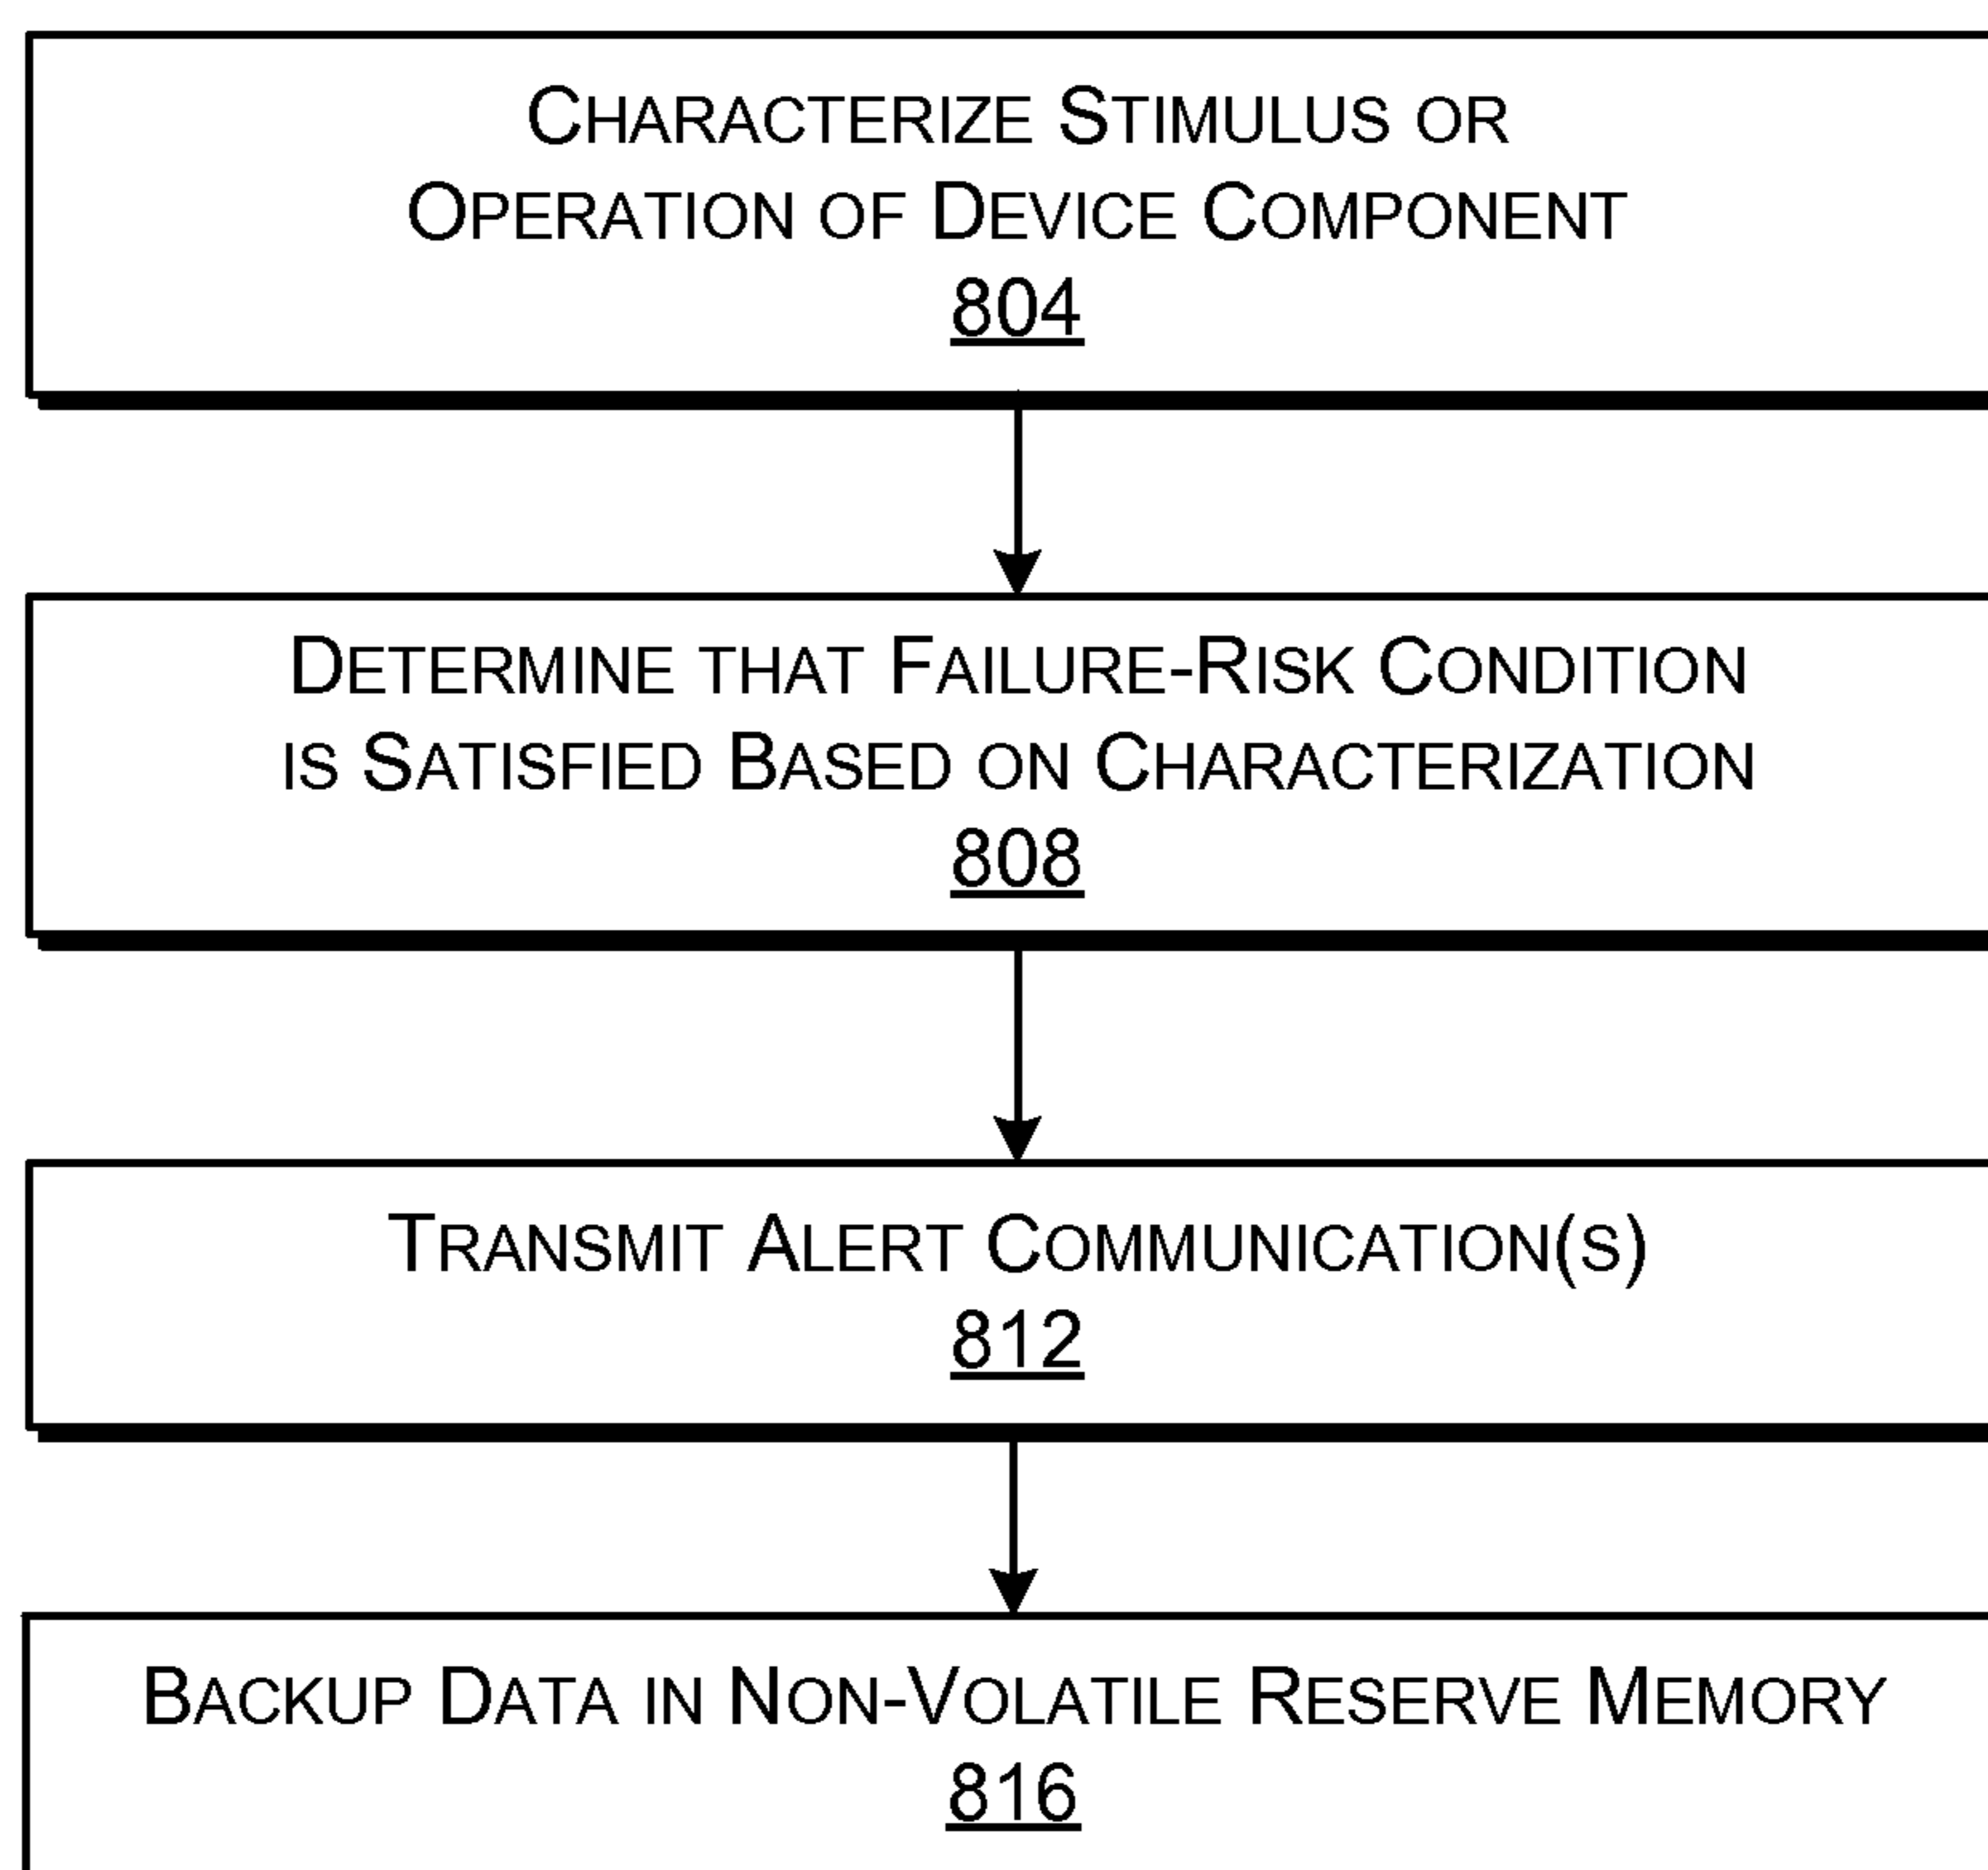 Characterize Stimulus or
Operation of Device Component
804
Determine that Failure-Risk Condition
is Satisfied Based on Characterization
808
Transmit Alert Communication(s)
812
Backup Data in Non-Volatile Reserve Memory
816